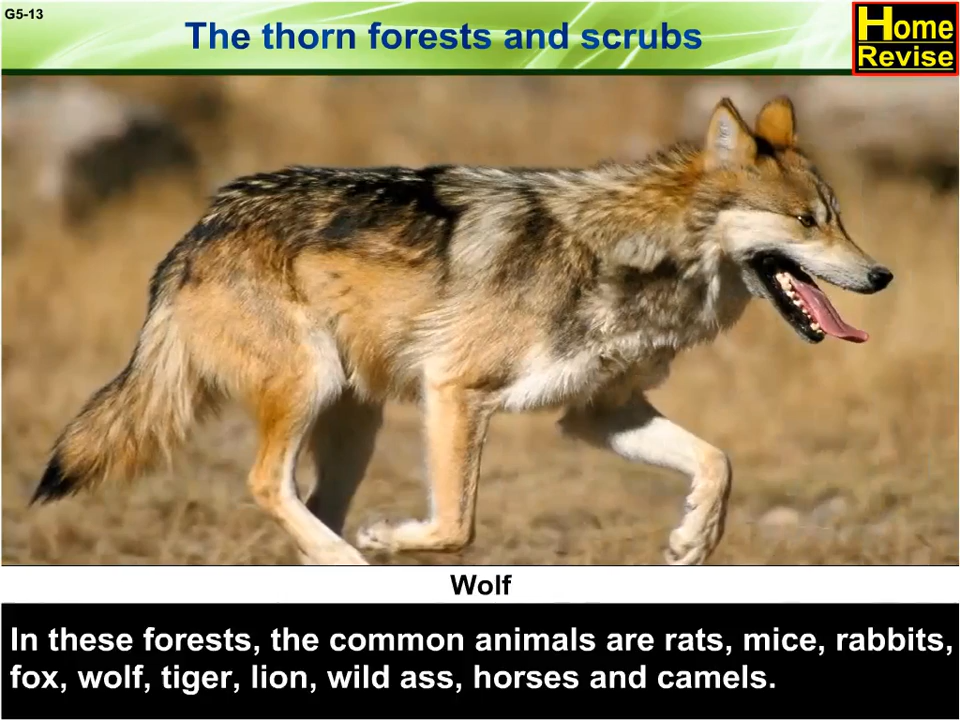 G5-13
The thorn forests and scrubs
Home
Revise
Wolf
In these forests, the common animals are rats, mice, rabbits,
fox, wolf, tiger, lion, wild ass, horses and camels.